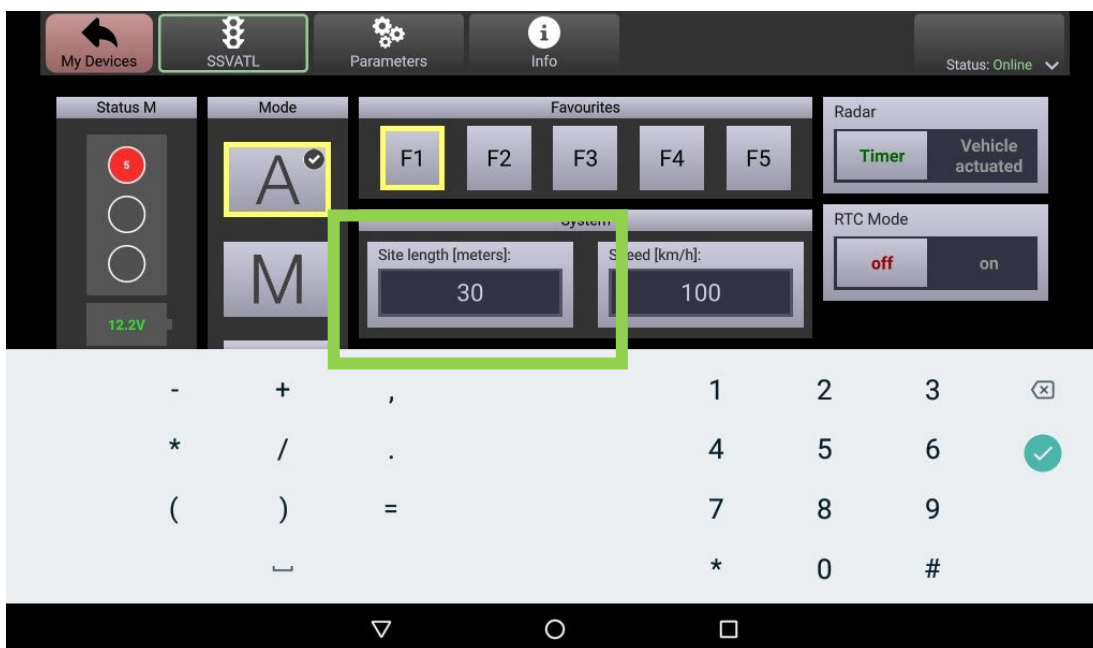 My Devices
SSVATL
Parameters
Info
Status: Online
Status M
Mode
Favourites
Radar
5
A
F1
F2
F3
F4
F5
Timer
Vehicle
actuated
System
RTC Mode
M
Site length [meters]:
Speed [km/h]:
off
on
30
100
12.2V
- + , 1 2 3
* / . 4 5 6
( ) = 7 8 9
* 0 #